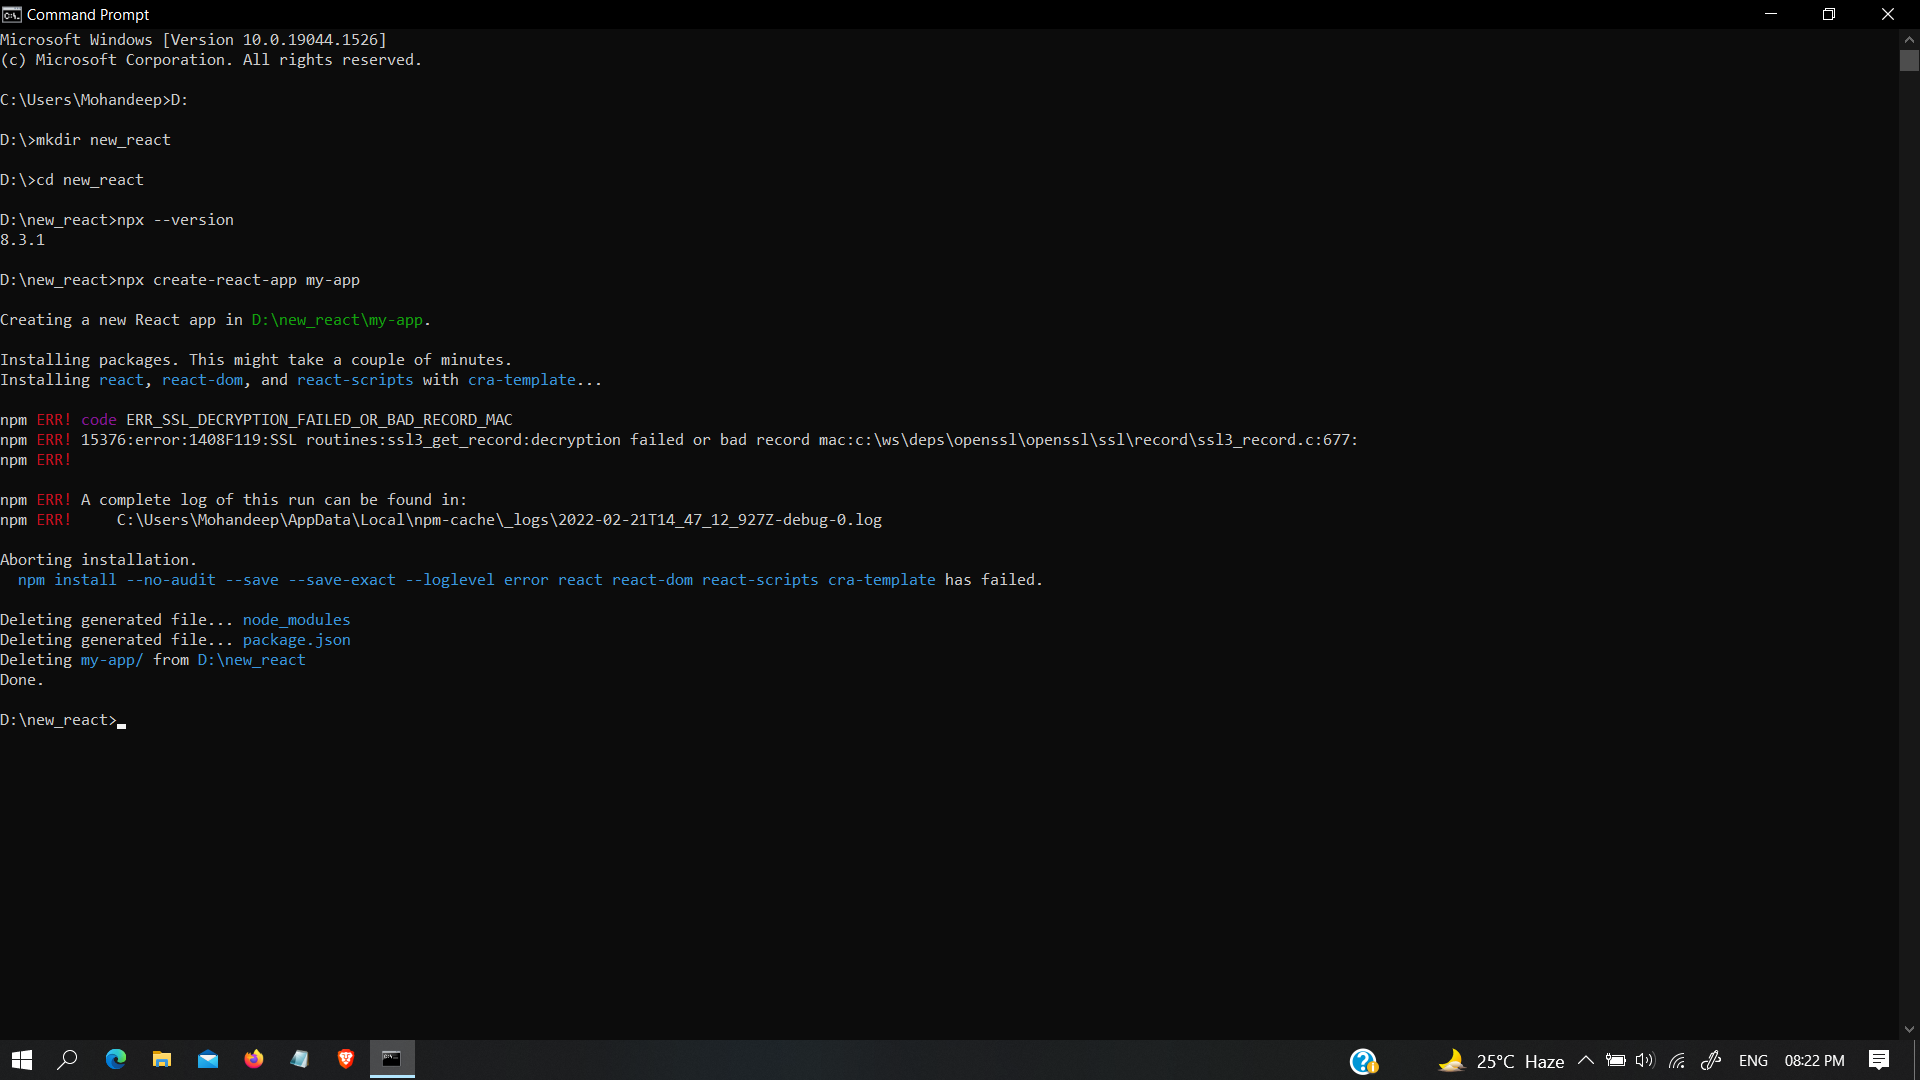 Command Prompt
Microsoft Windows [Version 10.0.19044.1526]
(c) Microsoft Corporation. All rights reserved.
C:\Users\Mohandeep>D:
D:\>mkdir new_react
D:\>cd new_react
D:\new_react>npx --version
8.3.1
D:\new_react>npx create-react-app my-app
Creating a new React app in D:\new_react\my-app.
Installing packages. This might take a couple of minutes.
Installing react, react-dom, and react-scripts with cra-template...
npm ERR! code ERR_SSL_DECRYPTION_FAILED_OR_BAD_RECORD_MAC
npm ERR! 15376:error:1408F119:SSL routines:ssl3_get_record:decryption failed or bad record mac:c:\ws\deps\openssl\openssl\ssl\record\ssl3_record.c:677:
npm ERR!
npm ERR! A complete log of this run can be found in:
npm ERR!     C:\Users\Mohandeep\AppData\Local\npm-cache\_logs\2022-02-21T14_47_12_927Z-debug-0.log
Aborting installation.
  npm install --no-audit --save --save-exact --loglevel error react react-dom react-scripts cra-template has failed.
Deleting generated file... node_modules
Deleting generated file... package.json
Deleting my-app/ from D:\new_react
Done.
D:\new_react>
25°C Haze ENG 08:22 PM